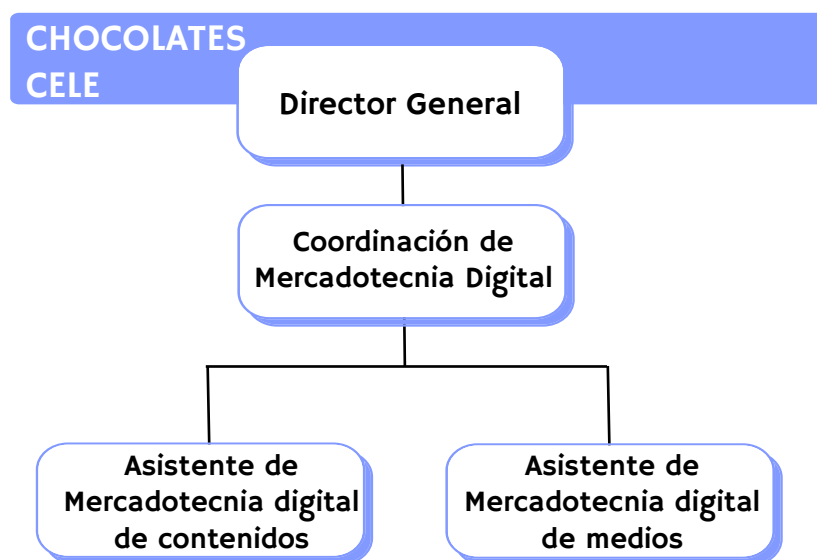 CHOCOLATES
CELE
Director General
Coordinación de
Mercadotecnia Digital
Asistente de
Mercadotecnia digital
de contenidos
Asistente de
Mercadotecnia digital
de medios